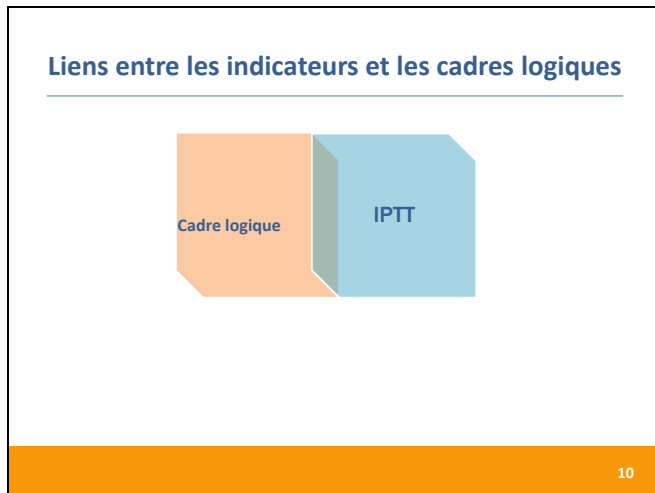 Liens entre les indicateurs et les cadres logiques
Cadre logique
IPTT
10